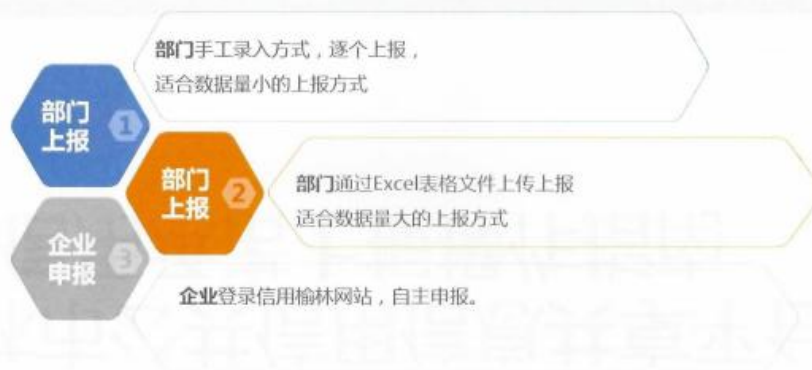 部门手工录入方式，逐个上报，
适合数据量小的上报方式
部门
上报
1
部门
上报
2
部门通过Excel表格文件上传上报
适合数据量大的上报方式
企业
申报
3
企业登录信用榆林网站，自主申报。